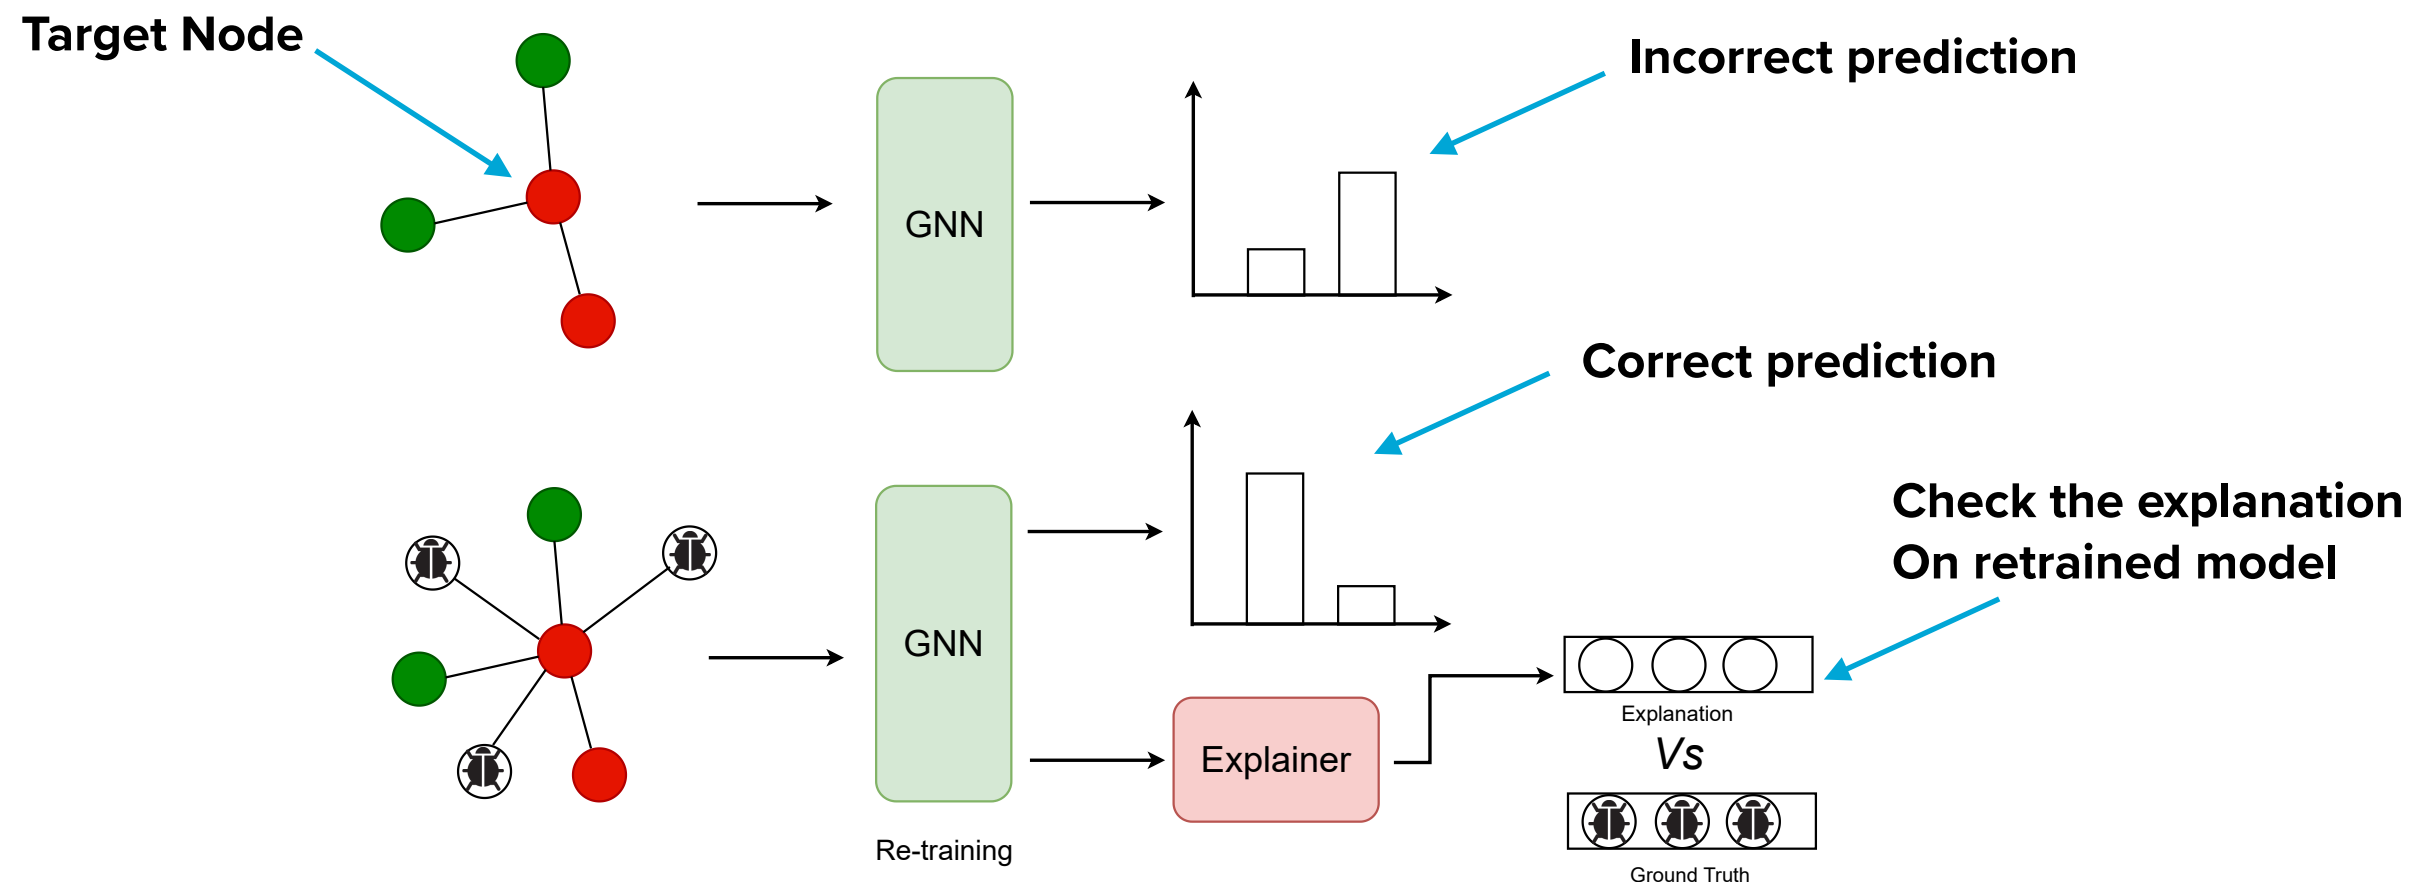 Target Node
Incorrect prediction
GNN
Correct prediction
Check the explanation
On retrained model
GNN
Explainer
Explanation
Vs
Re-training
Ground Truth